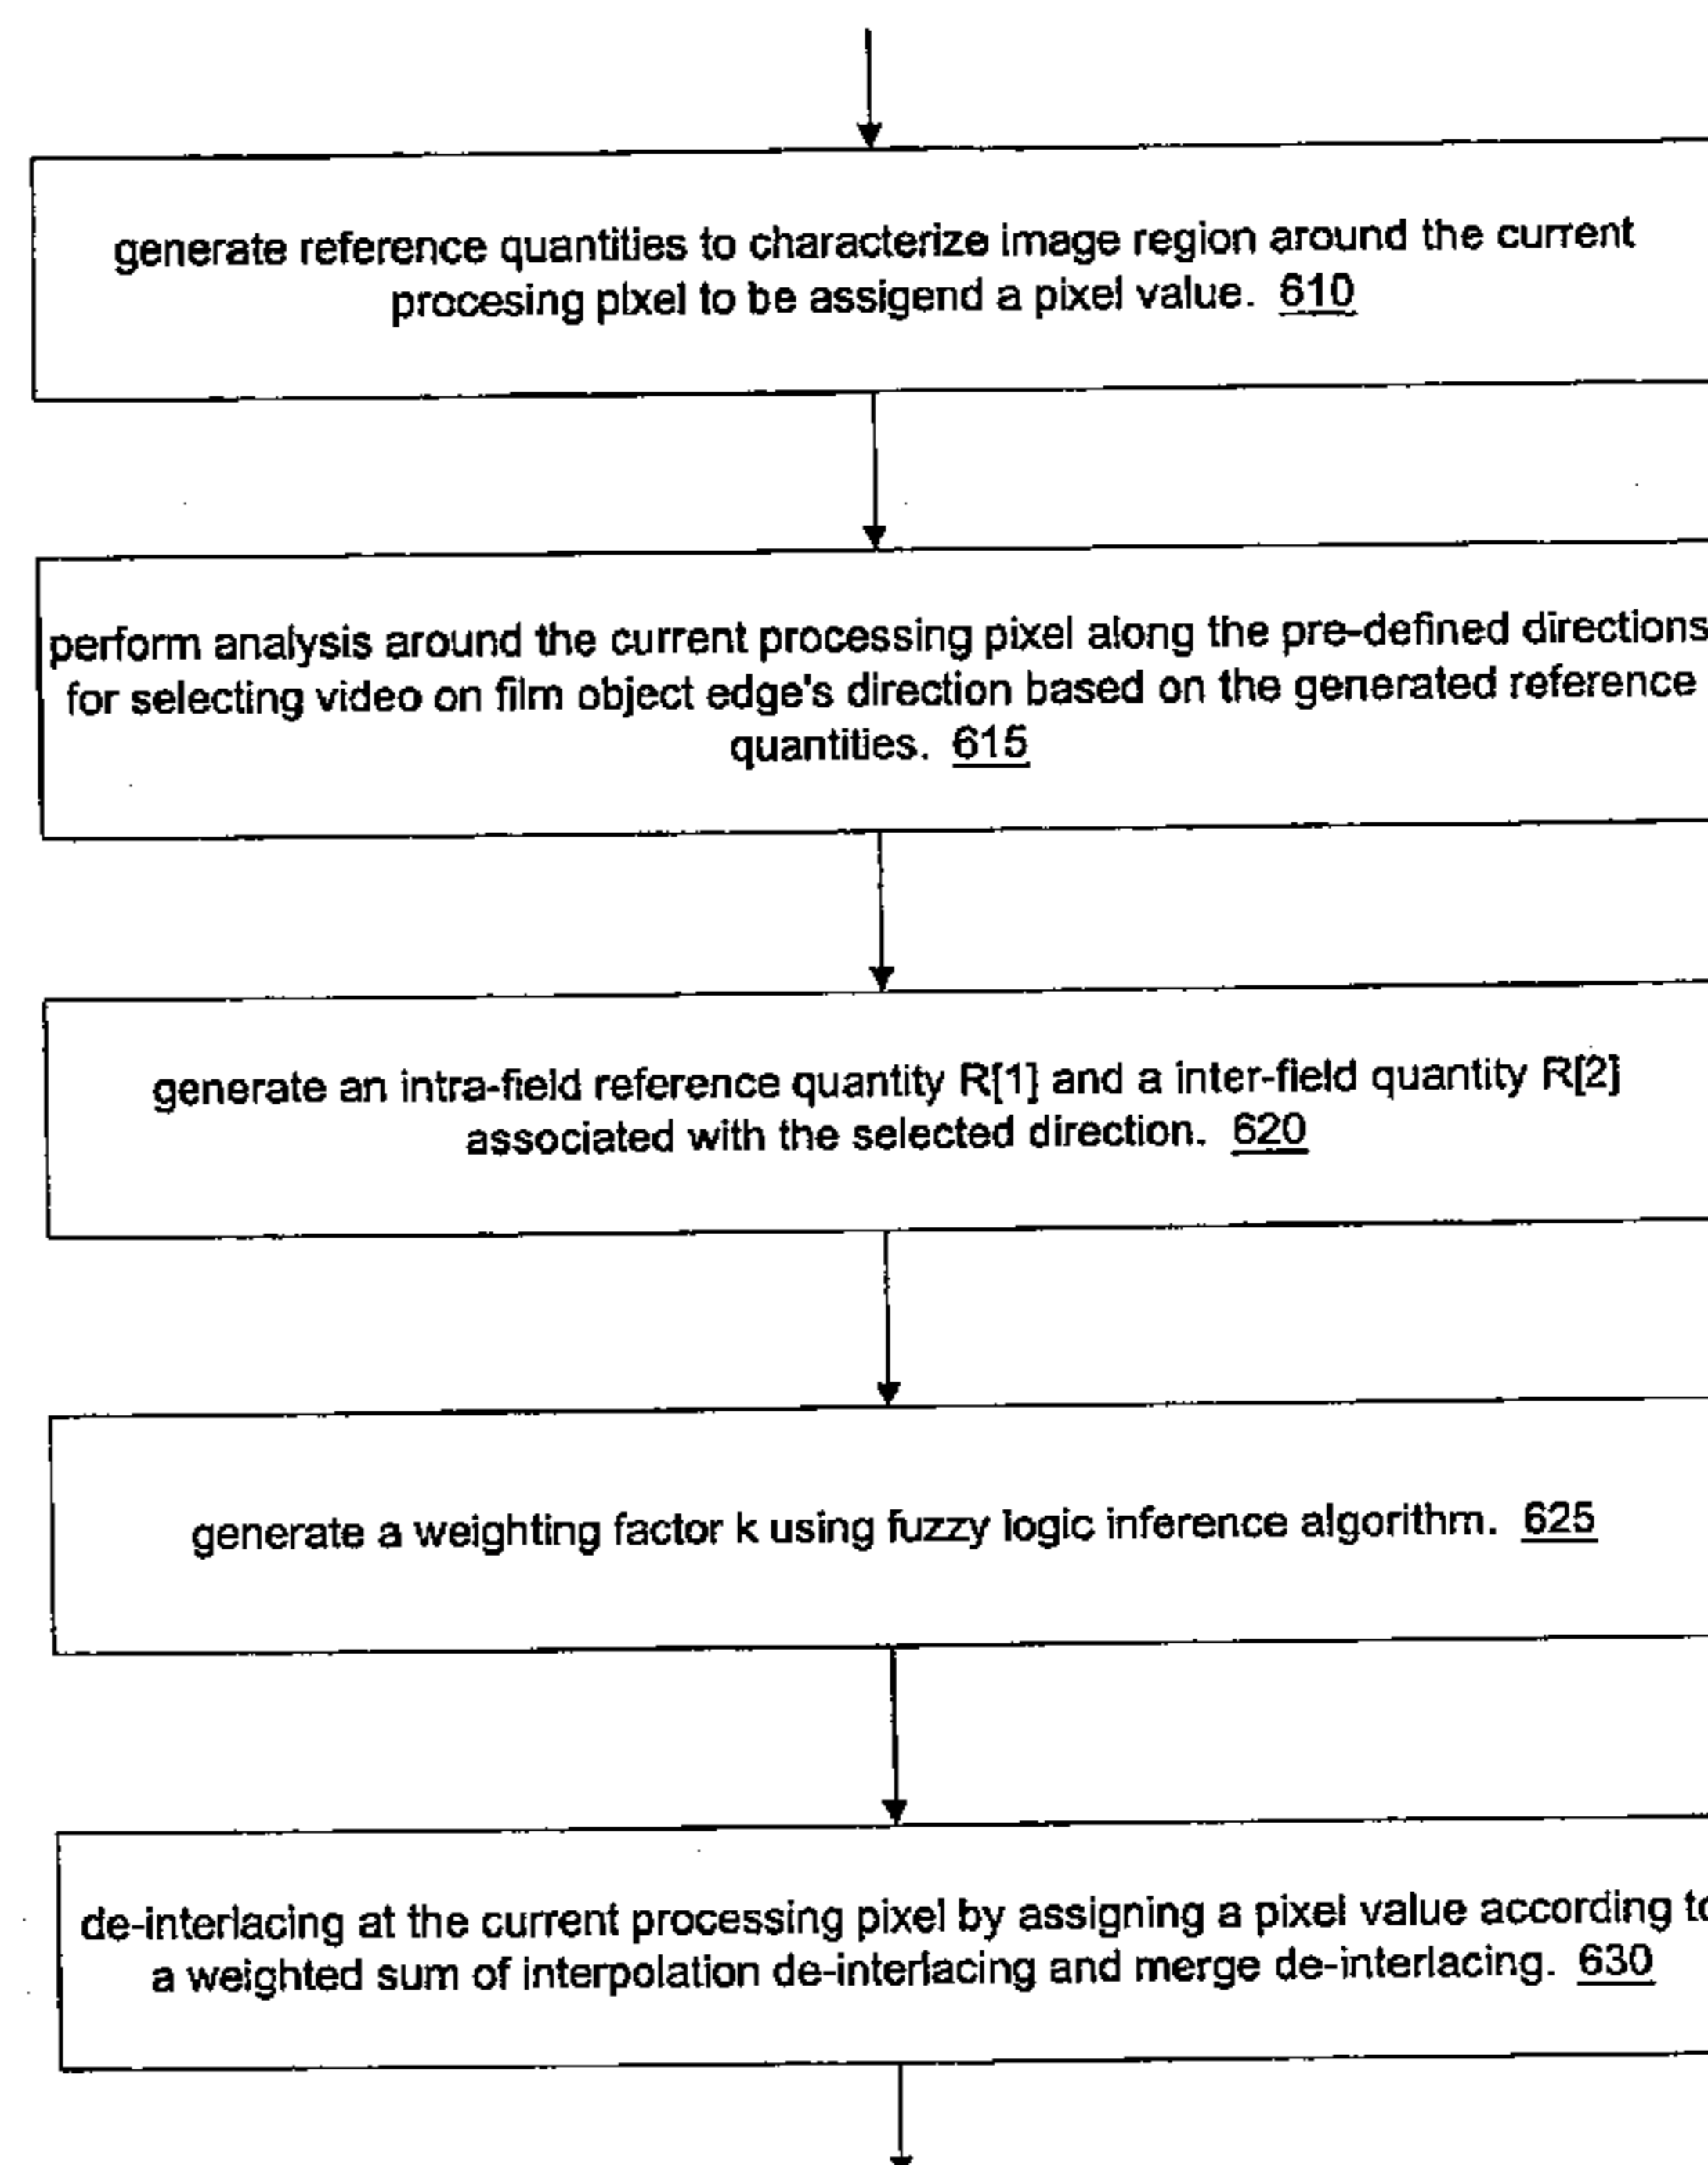 generate reference quantities to characterize image region around the current
procesing pixel to be assigend a pixel value. 610
perform analysis around the current processing pixel along the pre-defined directions
for selecting video on film object edge's direction based on the generated reference
quantities. 615
generate an intra-field reference quantity R[1] and a inter-field quantity R[2]
associated with the selected direction. 620
generate a weighting factor k using fuzzy logic inference algorithm. 625
de-interlacing at the current processing pixel by assigning a pixel value according to
a weighted sum of interpolation de-interlacing and merge de-interlacing. 630